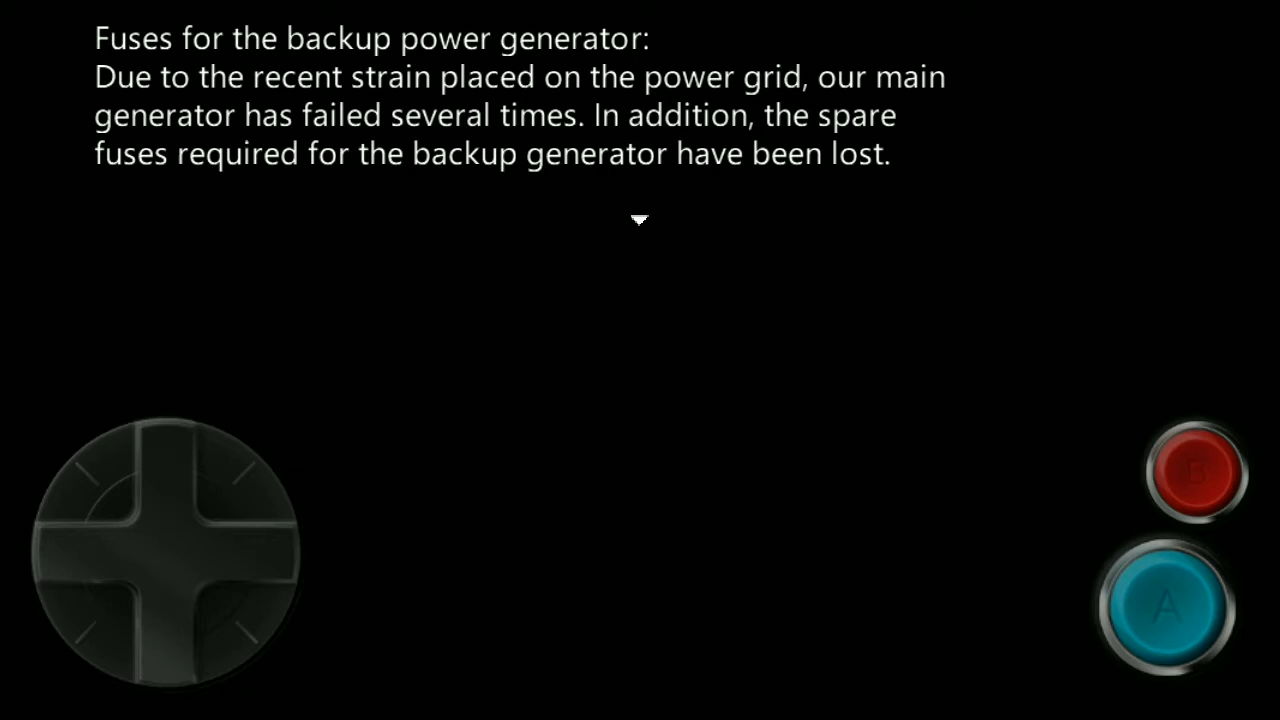 Fuses for the backup power generator:
Due to the recent strain placed on the power grid, our main
generator has failed several times. In addition, the spare
fuses required for the backup generator have been lost.
B
A